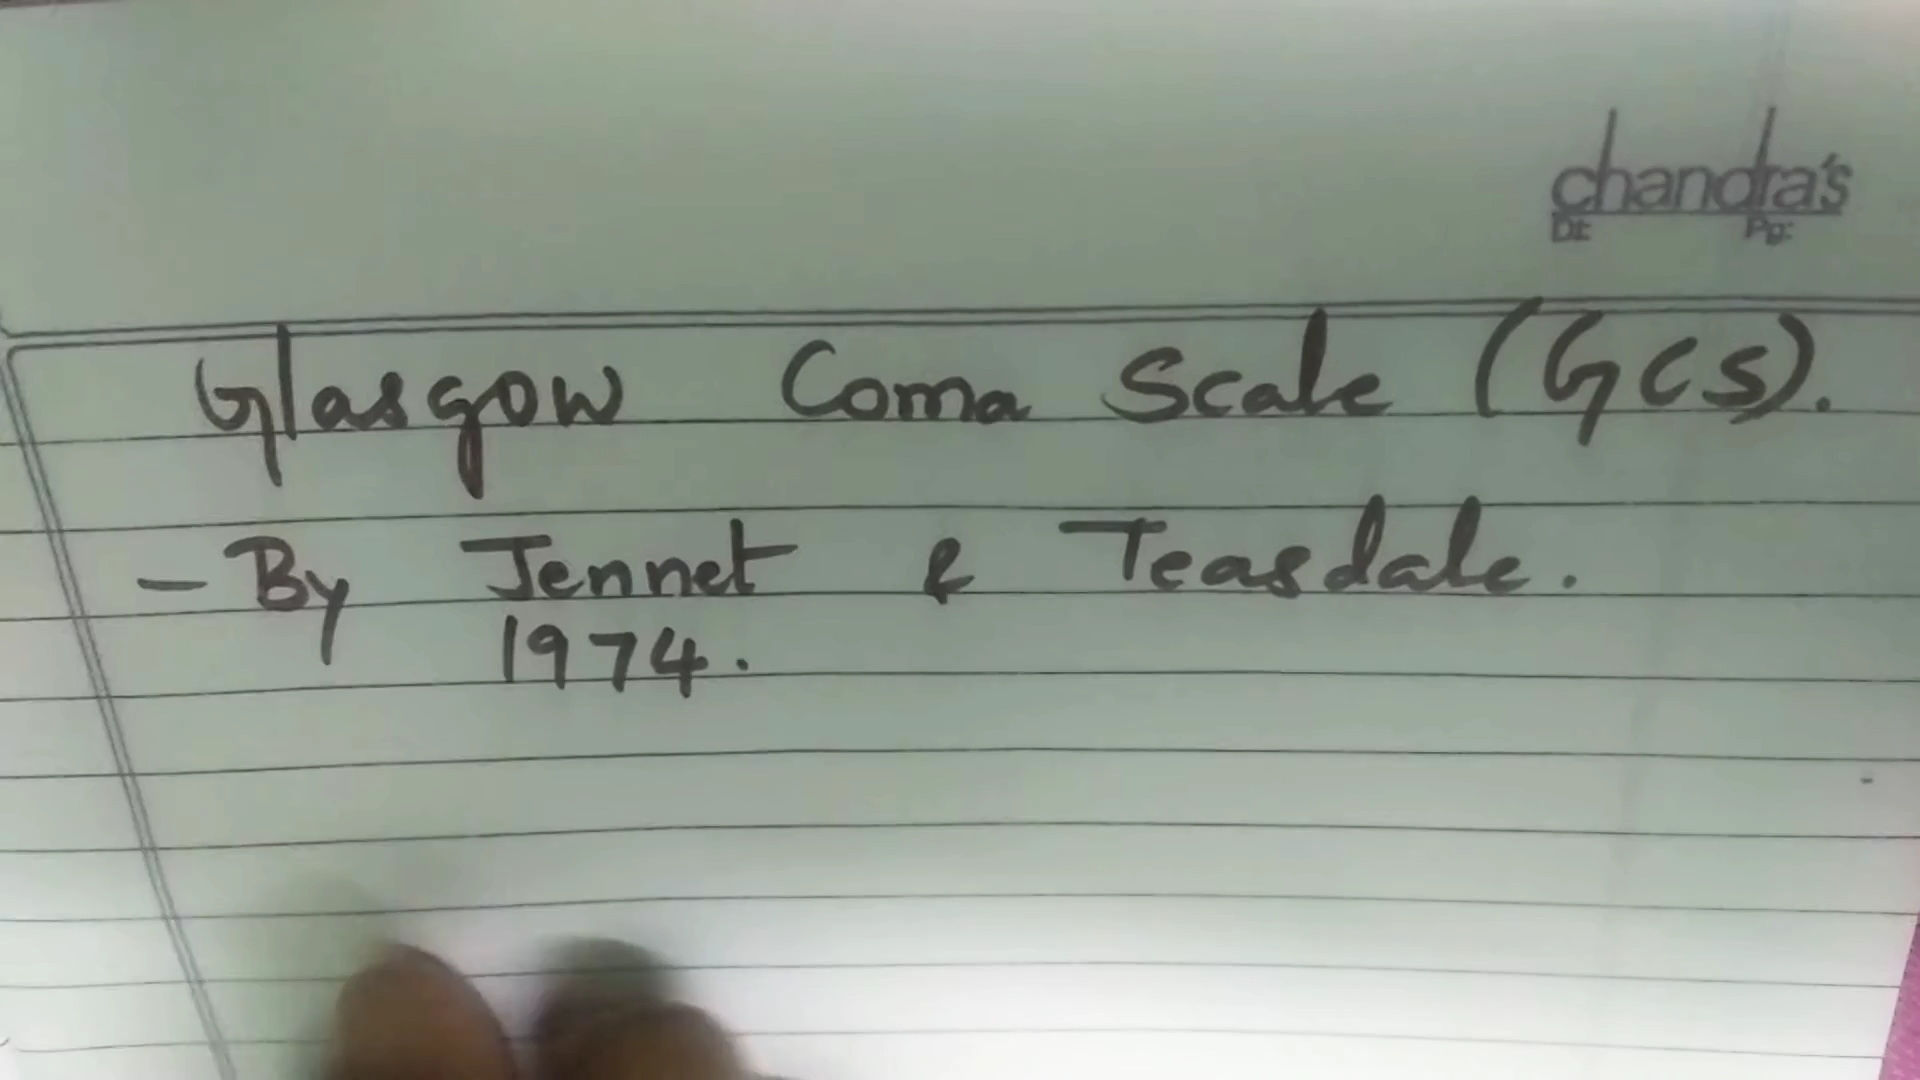 chandra's
Dt: Pg:
Glasgow Coma Scale (GCS).
- By Jennet & Teasdale.
1974.